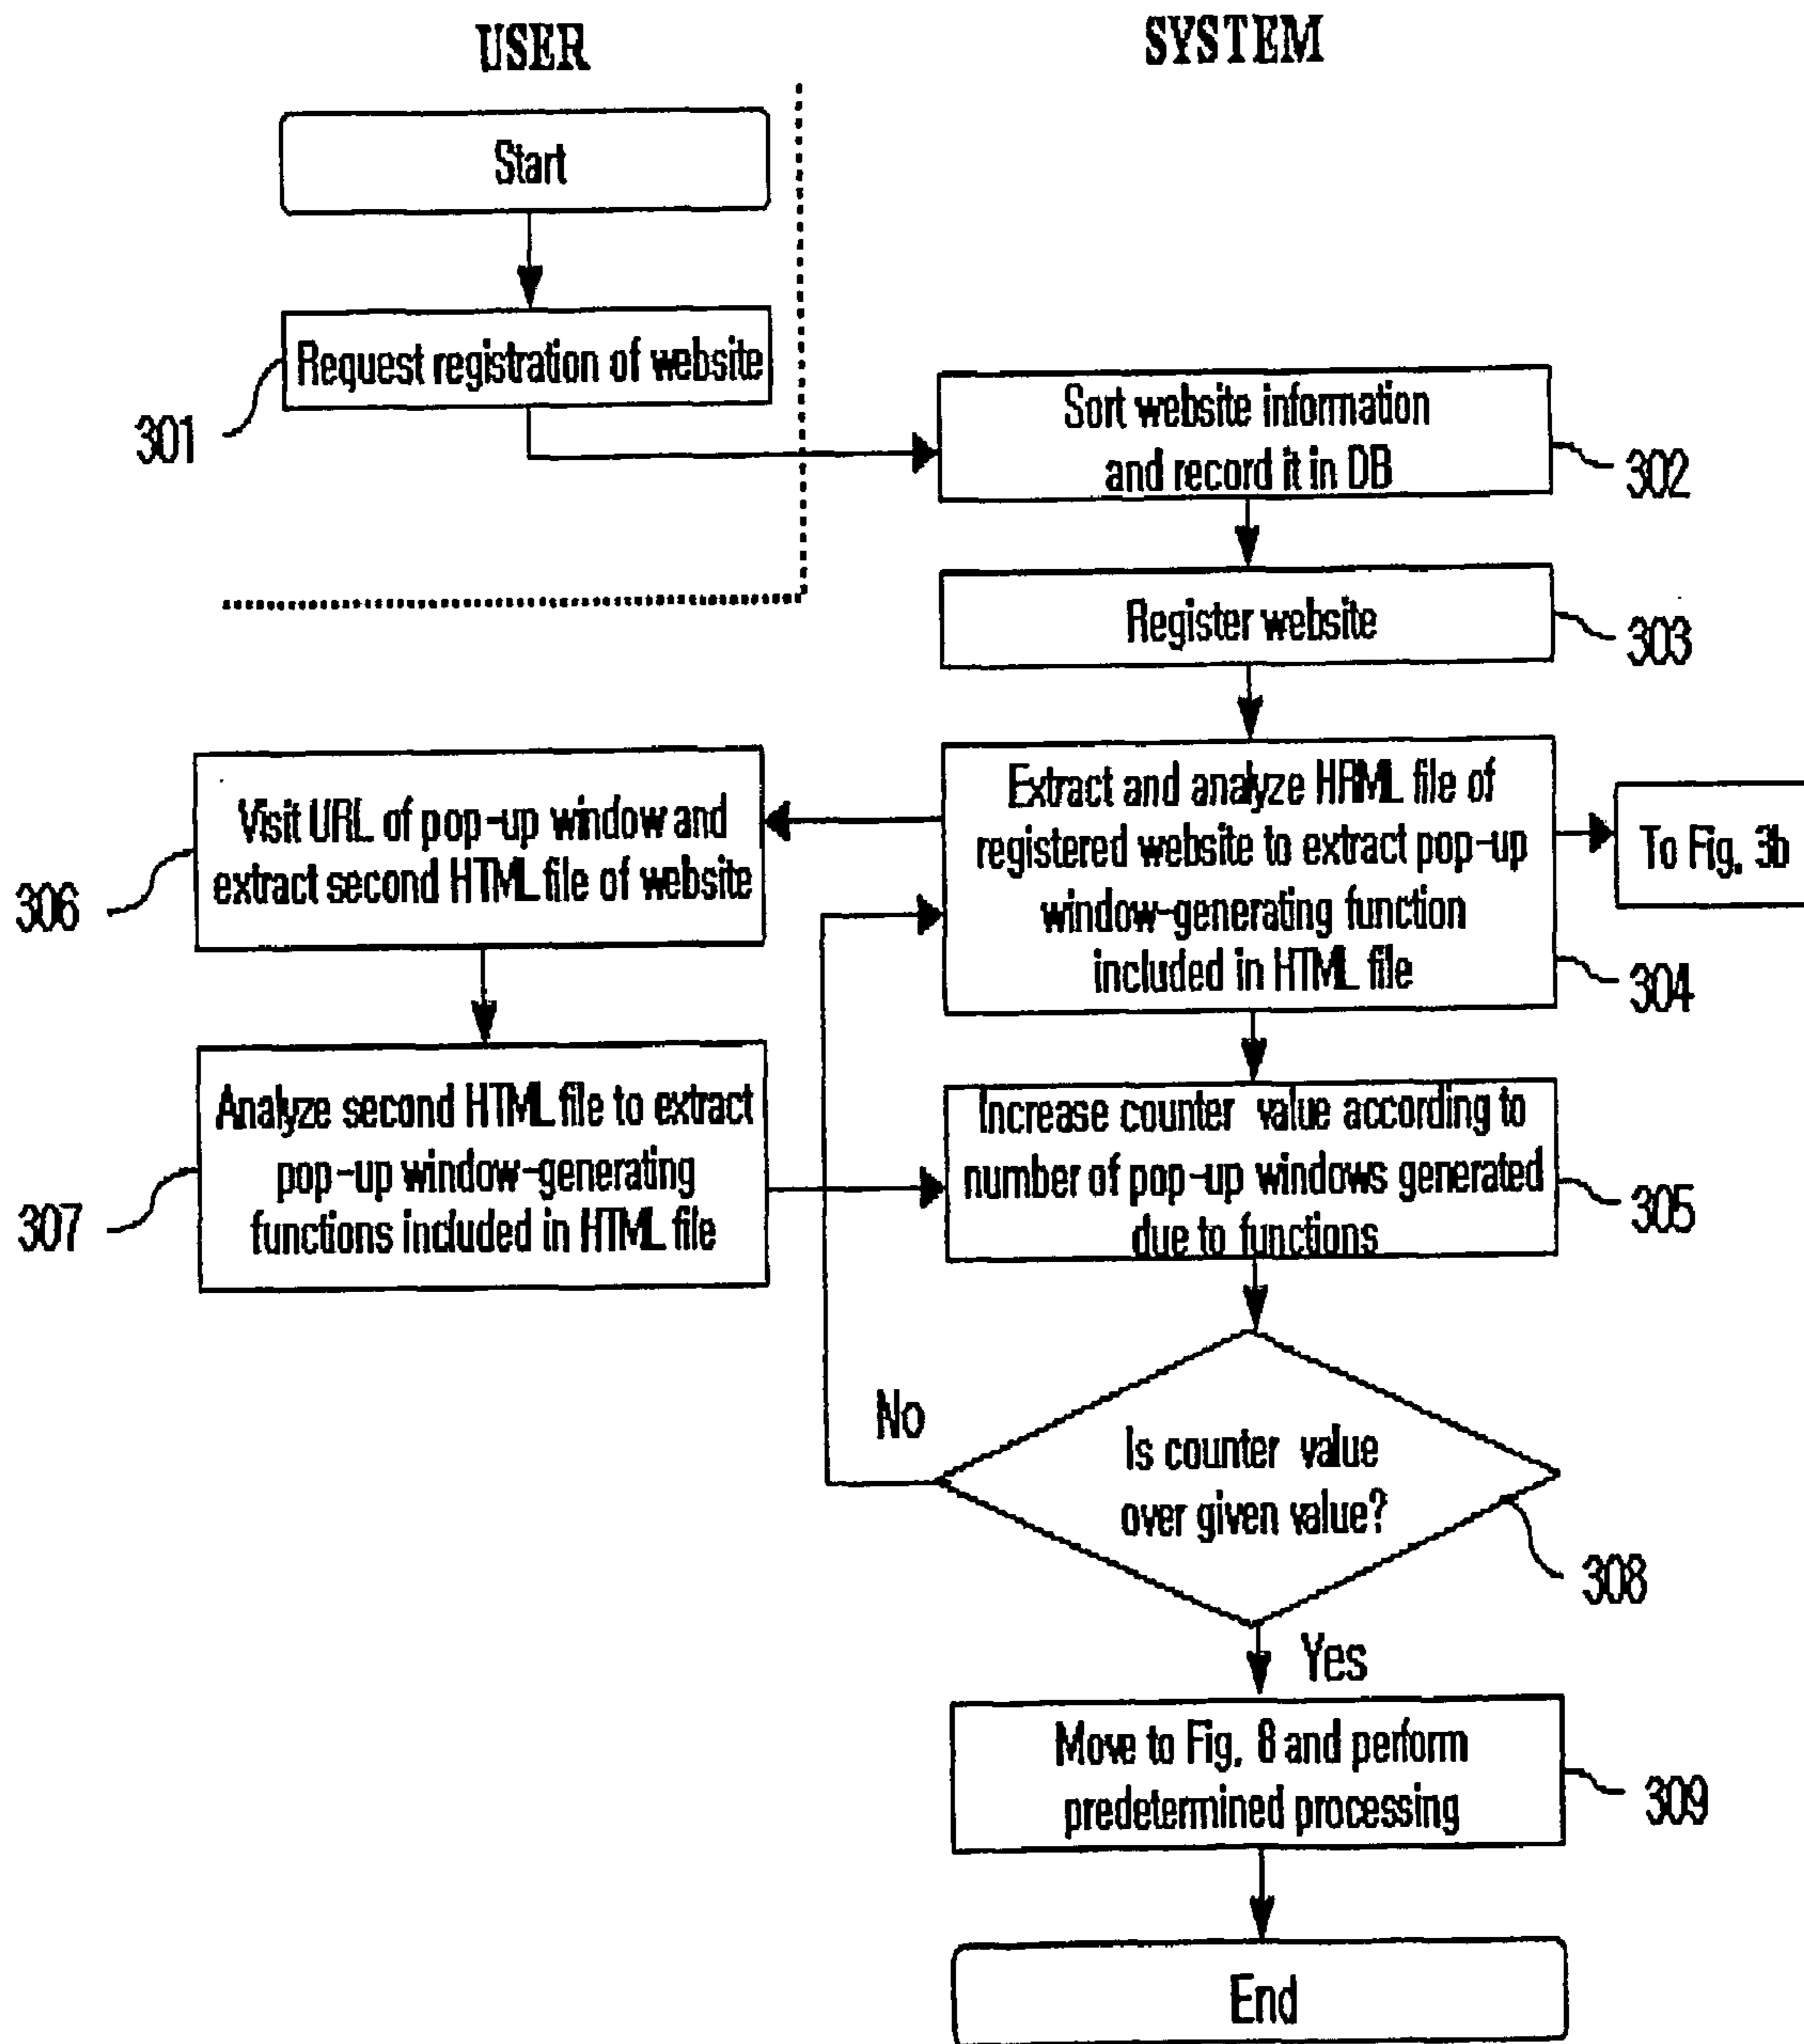 USER
SYSTEM
Start
Request registration of website
301
Sort website information
and record it in DB
302
Register website
303
Extract and analyze HRML file of
registered website to extract pop-up
window-generating function
included in HTML file
304
To Fig. 3b
Visit URL of pop-up window and
extract second HTML file of website
306
Analyze second HTML file to extract
pop-up window-generating
functions included in HTML file
307
Increase counter value according to
number of pop-up windows generated
due to functions
305
No
Is counter value
over given value?
308
Yes
Move to Fig. 8 and perform
predetermined processing
309
End